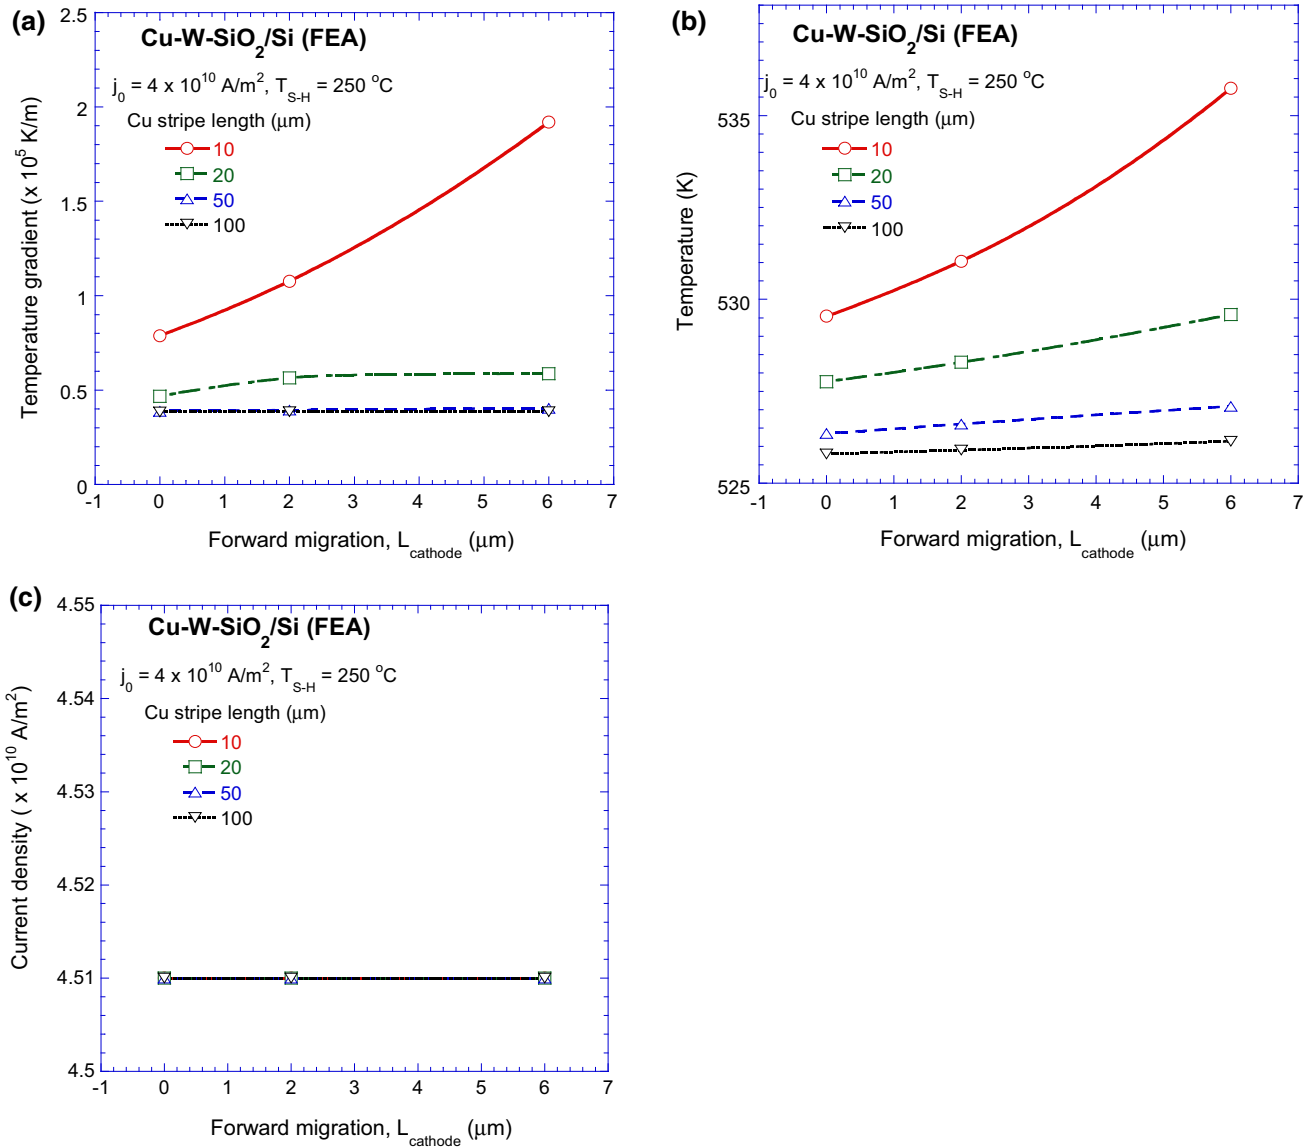 (a)
Cu-W-SiO2/Si (FEA)
j0 = 4 x 10^10 A/m^2, TS-H = 250 °C
Cu stripe length (μm)
10
20
50
100
Temperature gradient (x 10^5 K/m)
2.5
2
1.5
1
0.5
0
-1 0 1 2 3 4 5 6 7
Forward migration, Lcathode (μm)
(b)
Cu-W-SiO2/Si (FEA)
j0 = 4 x 10^10 A/m^2, TS-H = 250 °C
Cu stripe length (μm)
10
20
50
100
Temperature (K)
535
530
525
-1 0 1 2 3 4 5 6 7
Forward migration, Lcathode (μm)
(c)
Cu-W-SiO2/Si (FEA)
j0 = 4 x 10^10 A/m^2, TS-H = 250 °C
Cu stripe length (μm)
10
20
50
100
Current density ( x 10^10 A/m^2)
4.55
4.54
4.53
4.52
4.51
4.5
-1 0 1 2 3 4 5 6 7
Forward migration, Lcathode (μm)